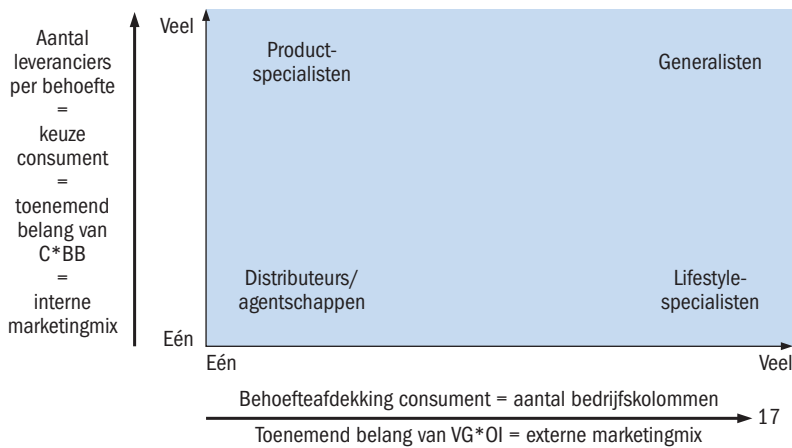 Aantal
leveranciers
per behoefte
=
keuze
consument
=
toenemend
belang van
C*BB
=
interne
marketingmix
Veel
Product-
specialisten
Generalisten
Distributeurs/
agentschappen
Lifestyle-
specialisten
Eén
Eén
Veel
Behoefteafdekking consument = aantal bedrijfskolommen
17
Toenemend belang van VG*OI = externe marketingmix